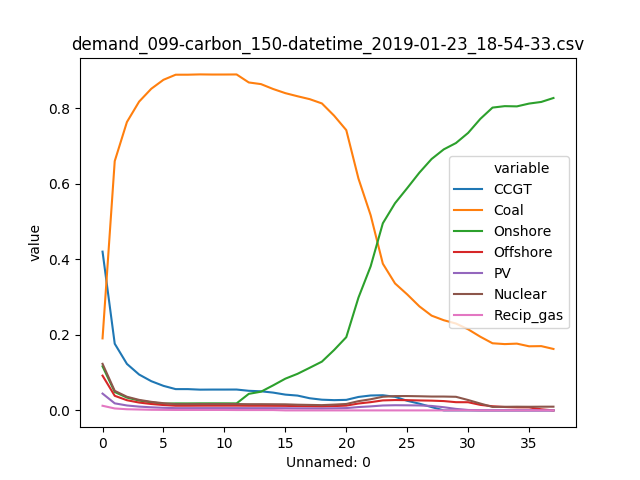 demand_099-carbon_150-datetime_2019-01-23_18-54-33.csv
value
0.8
0.6
0.4
0.2
0.0
variable
CCGT
Coal
Onshore
Offshore
PV
Nuclear
Recip_gas
0 5 10 15 20 25 30 35
Unnamed: 0